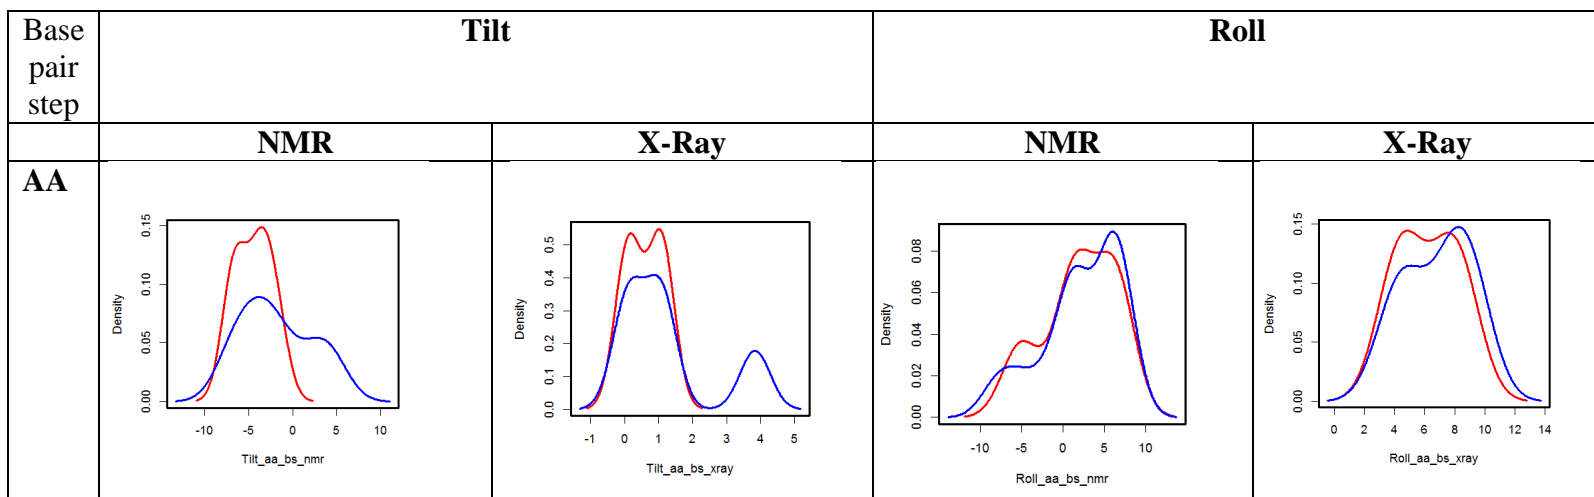 Base pair step
Tilt
Roll
NMR
X-Ray
NMR
X-Ray
AA
Density
0.00 0.05 0.10 0.15
-10 -5 0 5 10
Tilt_aa_bs_nmr
Density
0.0 0.1 0.2 0.3 0.4 0.5
-1 0 1 2 3 4 5
Tilt_aa_bs_xray
Density
0.00 0.02 0.04 0.06 0.08
-10 -5 0 5 10
Roll_aa_bs_nmr
Density
0.00 0.05 0.10 0.15
0 2 4 6 8 10 12 14
Roll_aa_bs_xray